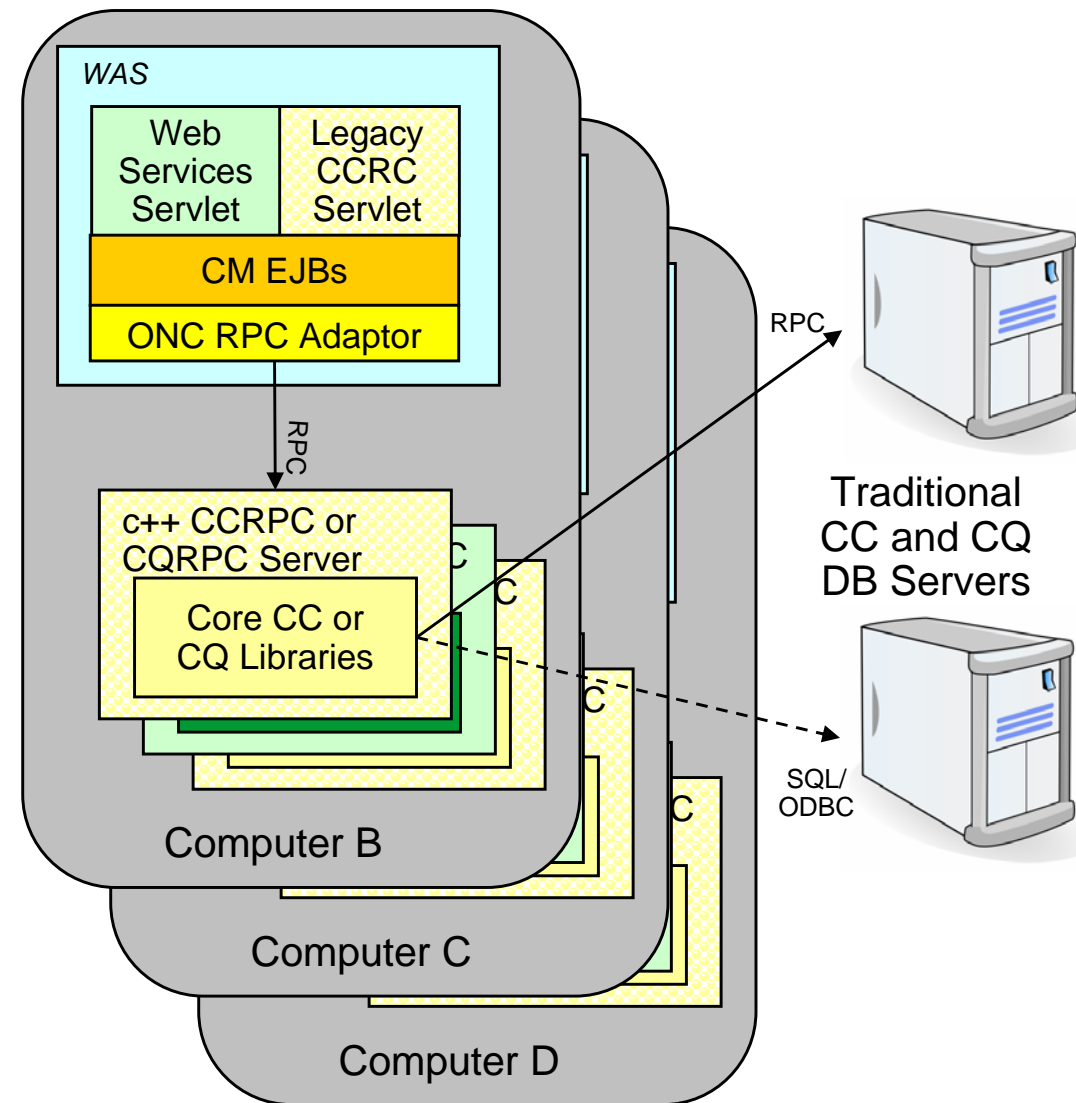 WAS
Web
Services
Servlet
Legacy
CCRC
Servlet
CM EJBs
ONC RPC Adaptor
RPC
c++ CCRPC or
CQRPC Server
C
C
Core CC or
CQ Libraries
C
C
Computer B
Computer C
Computer D
RPC
Traditional
CC and CQ
DB Servers
SQL/
ODBC